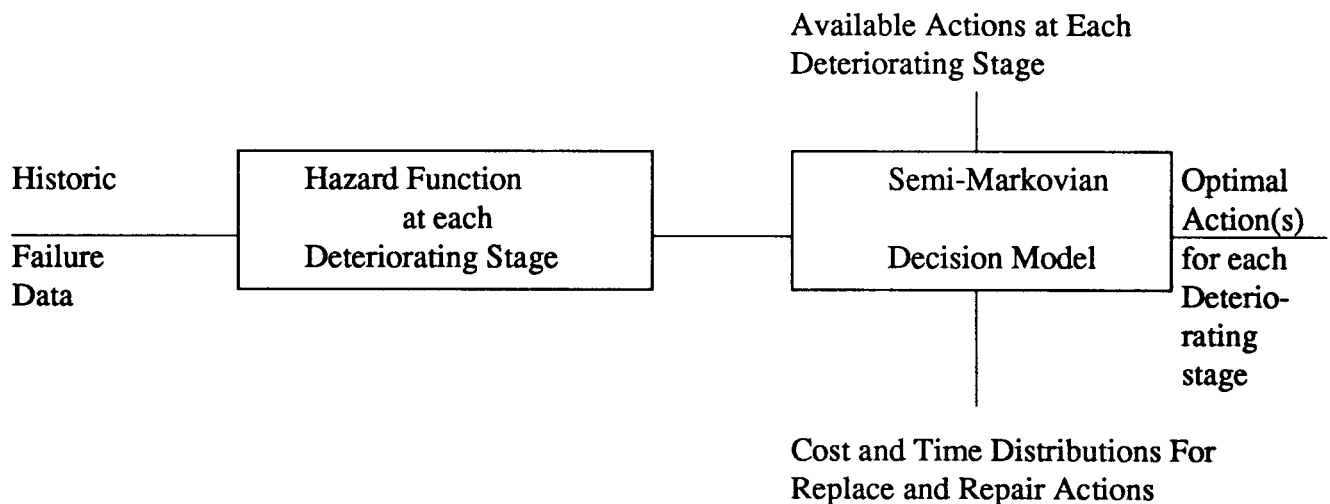 Available Actions at Each
Deteriorating Stage
Historic
Failure
Data
Hazard Function
at each
Deteriorating Stage
Semi-Markovian
Decision Model
Optimal
Action(s)
for each
Deterio-
rating
stage
Cost and Time Distributions For
Replace and Repair Actions